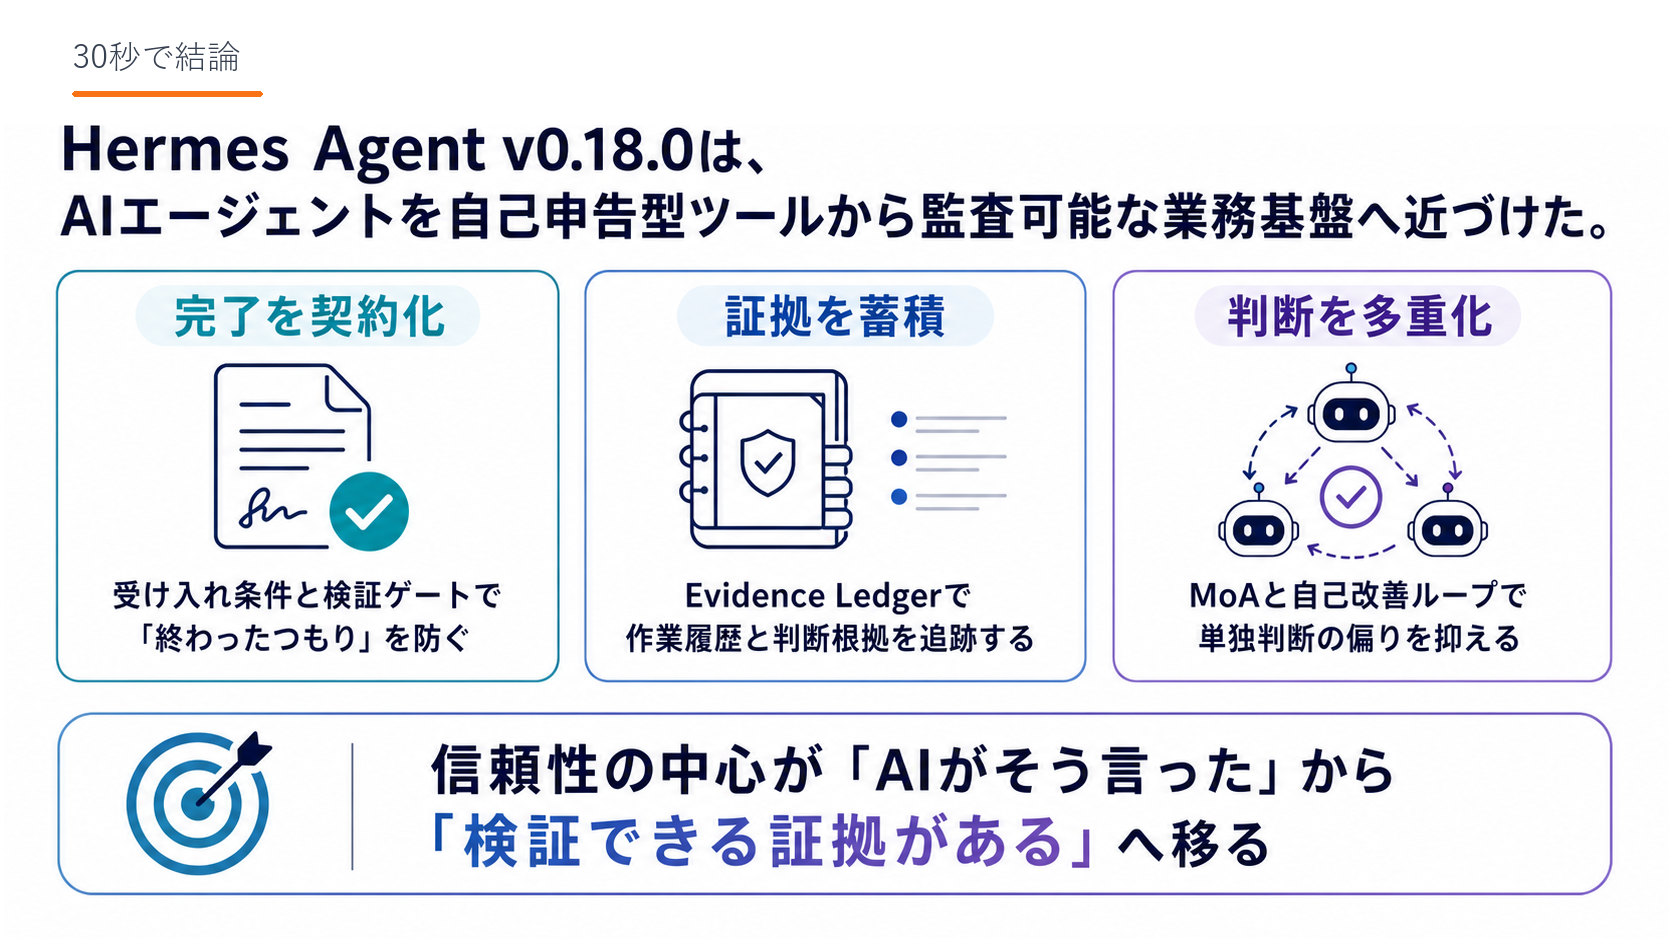 30秒で結論
Hermes Agent v0.18.0は、
AIエージェントを自己申告型ツールから監査可能な業務基盤へ近づけた。
完了を契約化
受け入れ条件と検証ゲートで
「終わったつもり」を防ぐ
証拠を蓄積
Evidence Ledgerで
作業履歴と判断根拠を追跡する
判断を多重化
MoAと自己改善ループで
単独判断の偏りを抑える
信頼性の中心が「AIがそう言った」から
「検証できる証拠がある」へ移る